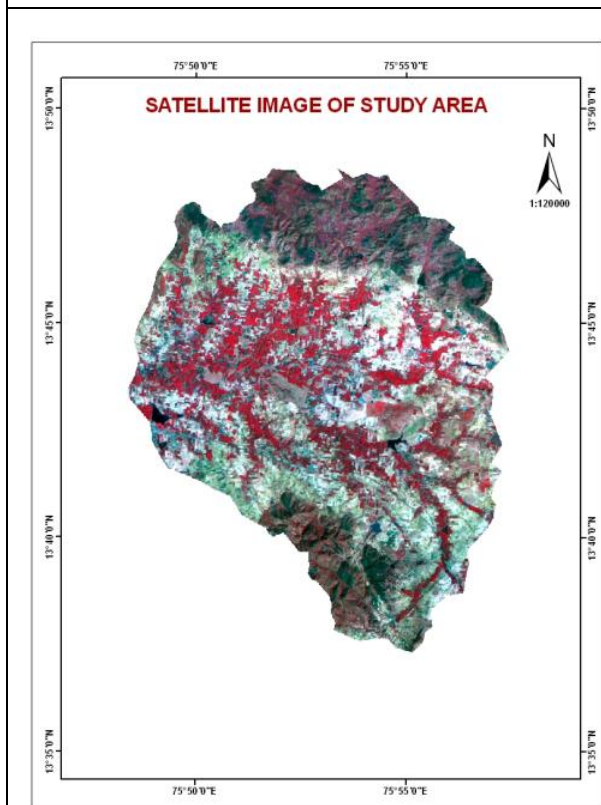 75°50'0"E 75°55'0"E
SATELLITE IMAGE OF STUDY AREA
N
1:120000
13°50'0"N 13°50'0"N
13°45'0"N 13°45'0"N
13°40'0"N 13°40'0"N
13°35'0"N 13°35'0"N
75°50'0"E 75°55'0"E